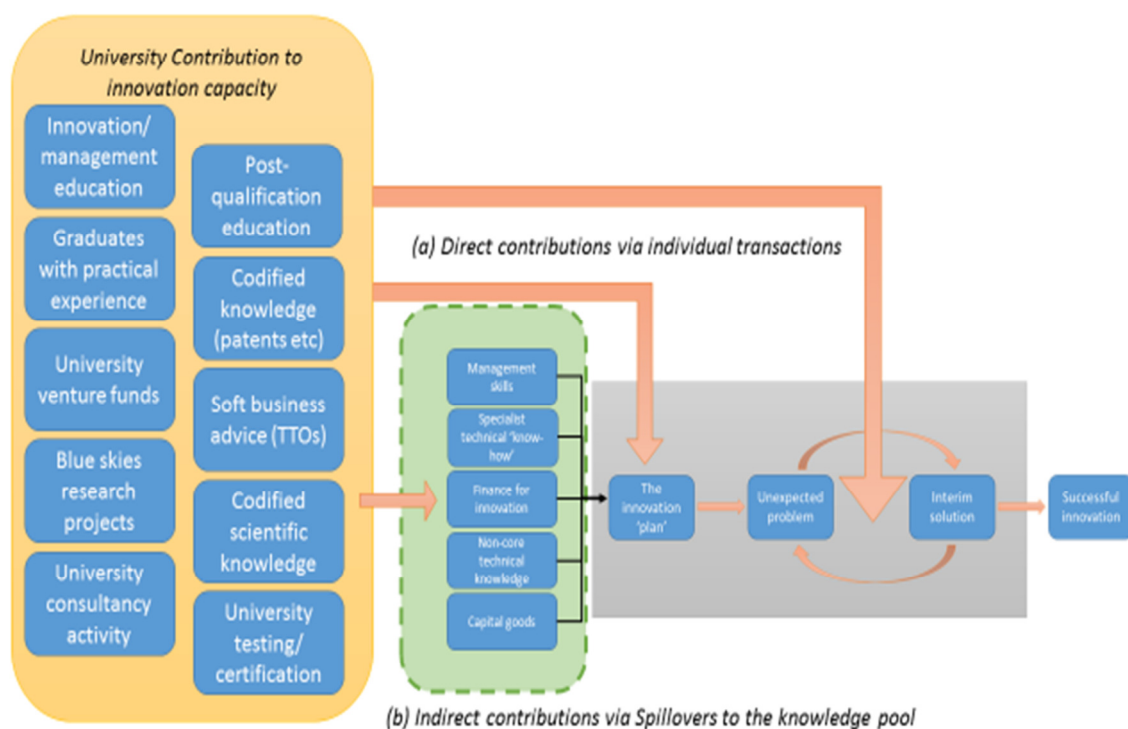 University Contribution to
innovation capacity
Innovation/
management
education
Graduates
with practical
experience
University
venture funds
Blue skies
research
projects
University
consultancy
activity
Post-
qualification
education
Codified
knowledge
(patents etc)
Soft business
advice (TTOs)
Codified
scientific
knowledge
University
testing/
certification
(a) Direct contributions via individual transactions
Management
skills
Specialist
technical 'know-
how'
Finance for
innovation
Non-core
technical
knowledge
Capital goods
The
innovation
'plan'
Unexpected
problem
Interim
solution
Successful
innovation
(b) Indirect contributions via Spillovers to the knowledge pool